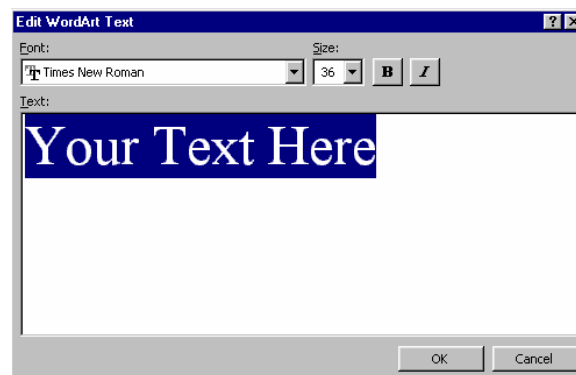 Edit WordArt Text
Font:
Size:
Times New Roman
36
B
I
Text:
Your Text Here
OK
Cancel